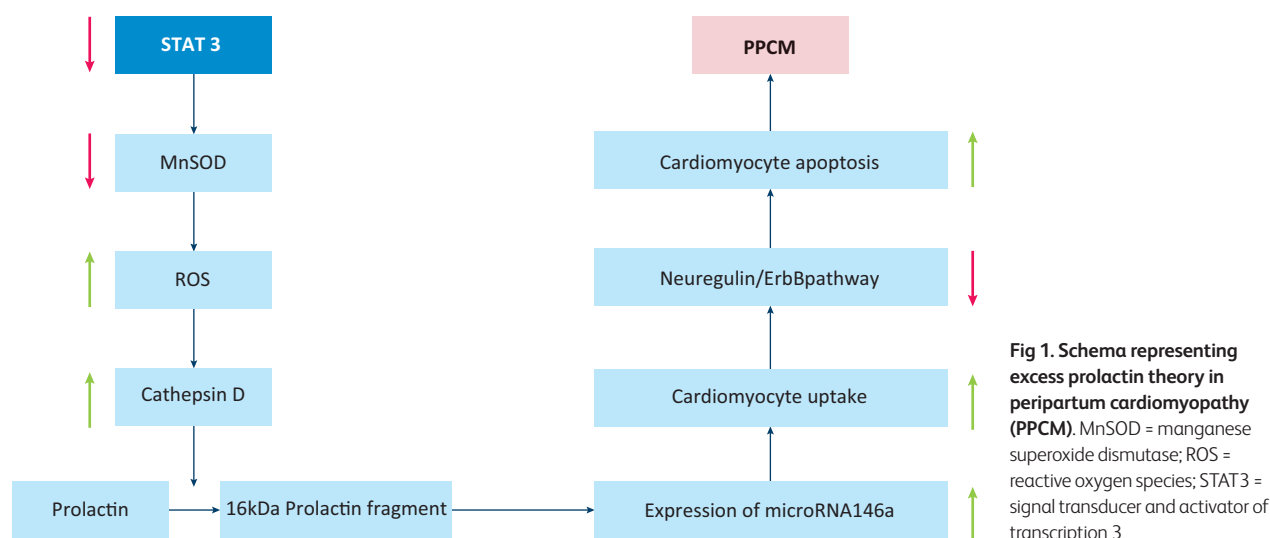 STAT 3
MnSOD
ROS
Cathepsin D
Prolactin
16kDa Prolactin fragment
Expression of microRNA146a
Cardiomyocyte uptake
Neuregulin/ErbBpathway
Cardiomyocyte apoptosis
PPCM
Fig 1. Schema representing
excess prolactin theory in
peripartum cardiomyopathy
(PPCM). MnSOD = manganese
superoxide dismutase; ROS =
reactive oxygen species; STAT3 =
signal transducer and activator of
transcription 3